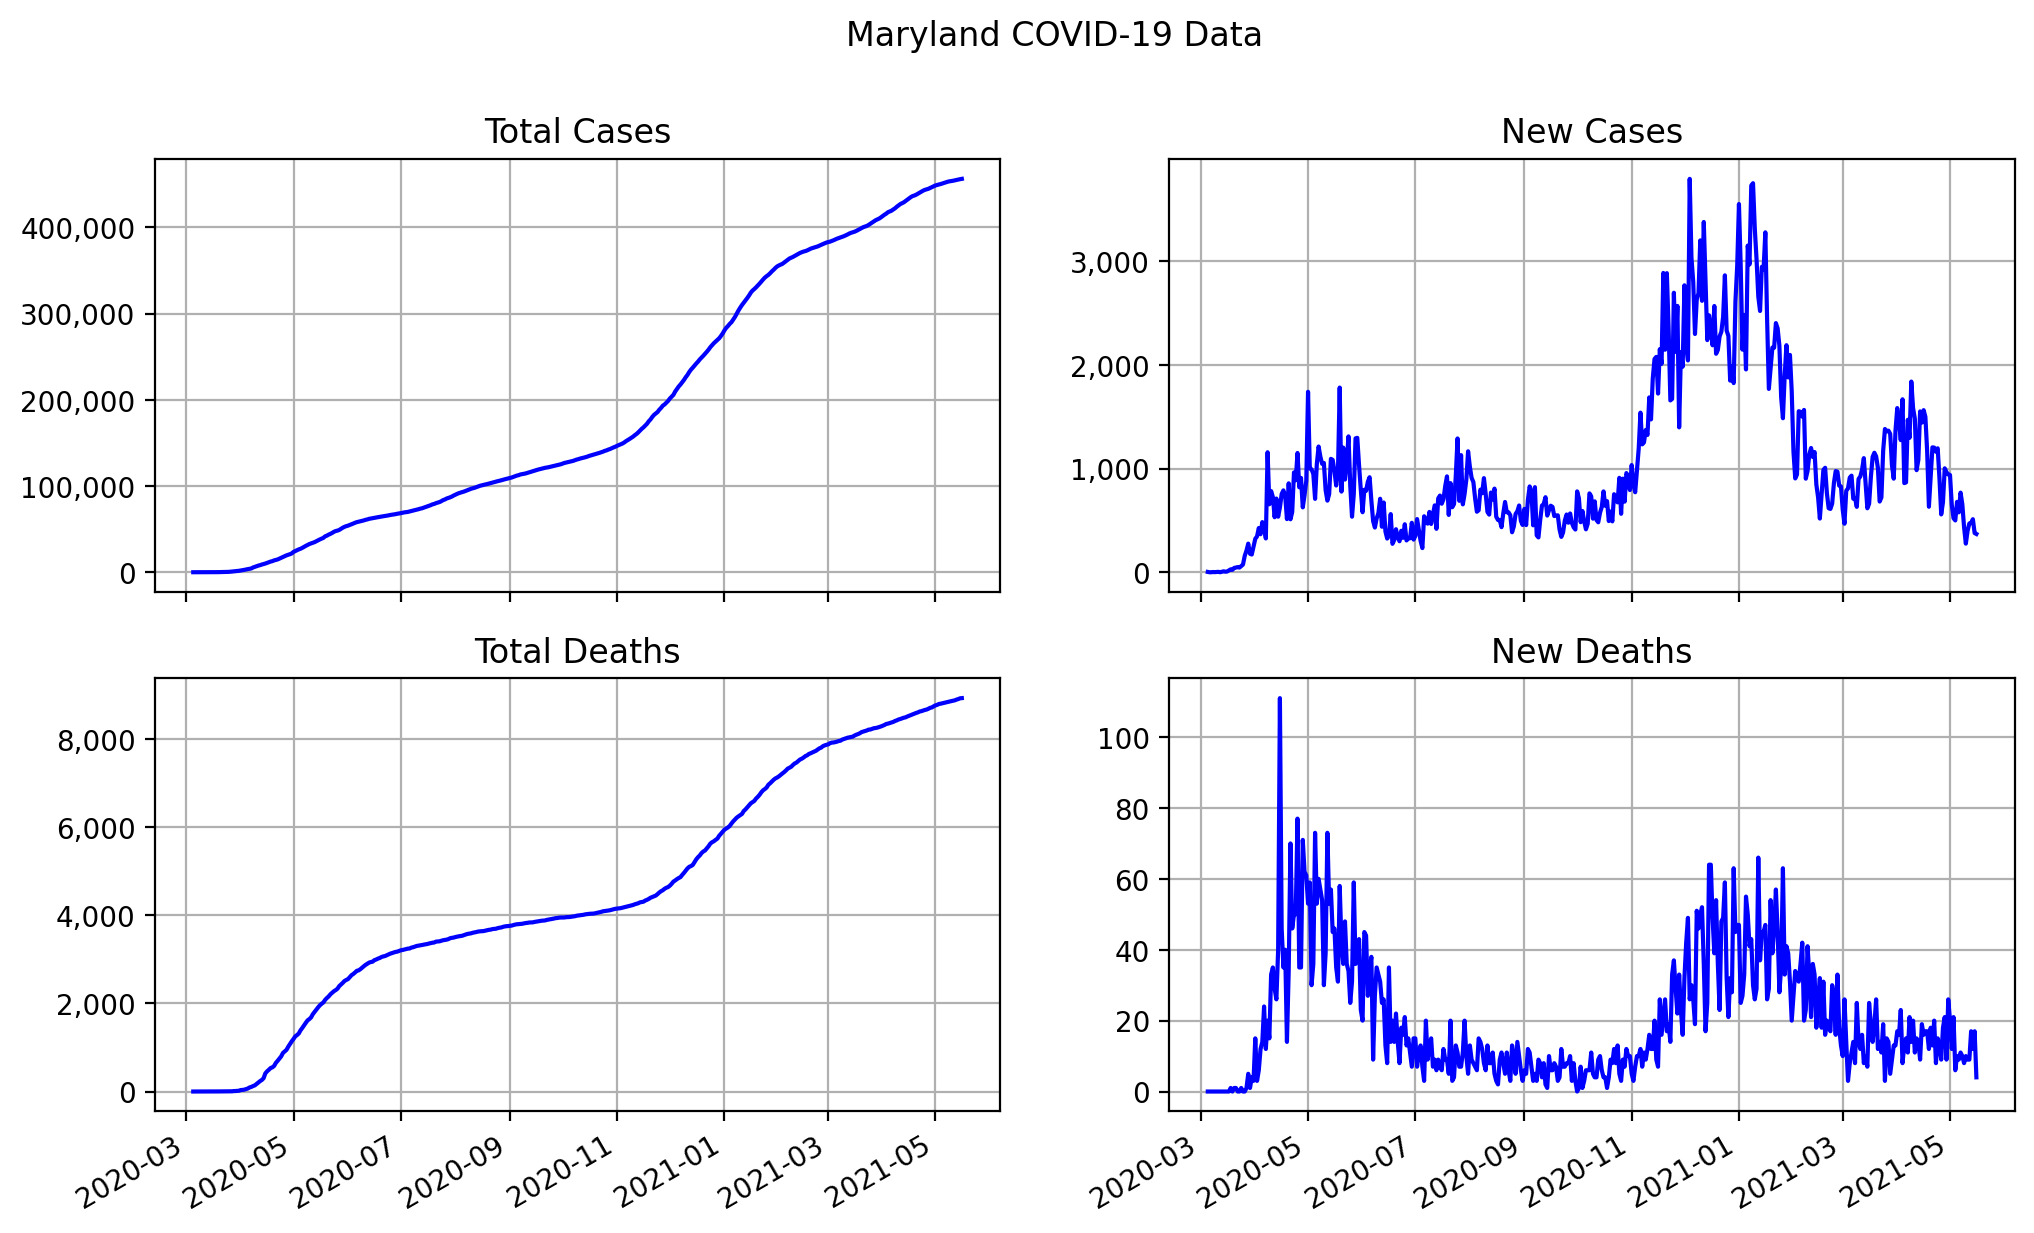 Maryland COVID-19 Data
Total Cases
400,000
300,000
200,000
100,000
0
New Cases
3,000
2,000
1,000
0
Total Deaths
8,000
6,000
4,000
2,000
0
2020-03 2020-05 2020-07 2020-09 2020-11 2021-01 2021-03 2021-05
New Deaths
100
80
60
40
20
0
2020-03 2020-05 2020-07 2020-09 2020-11 2021-01 2021-03 2021-05